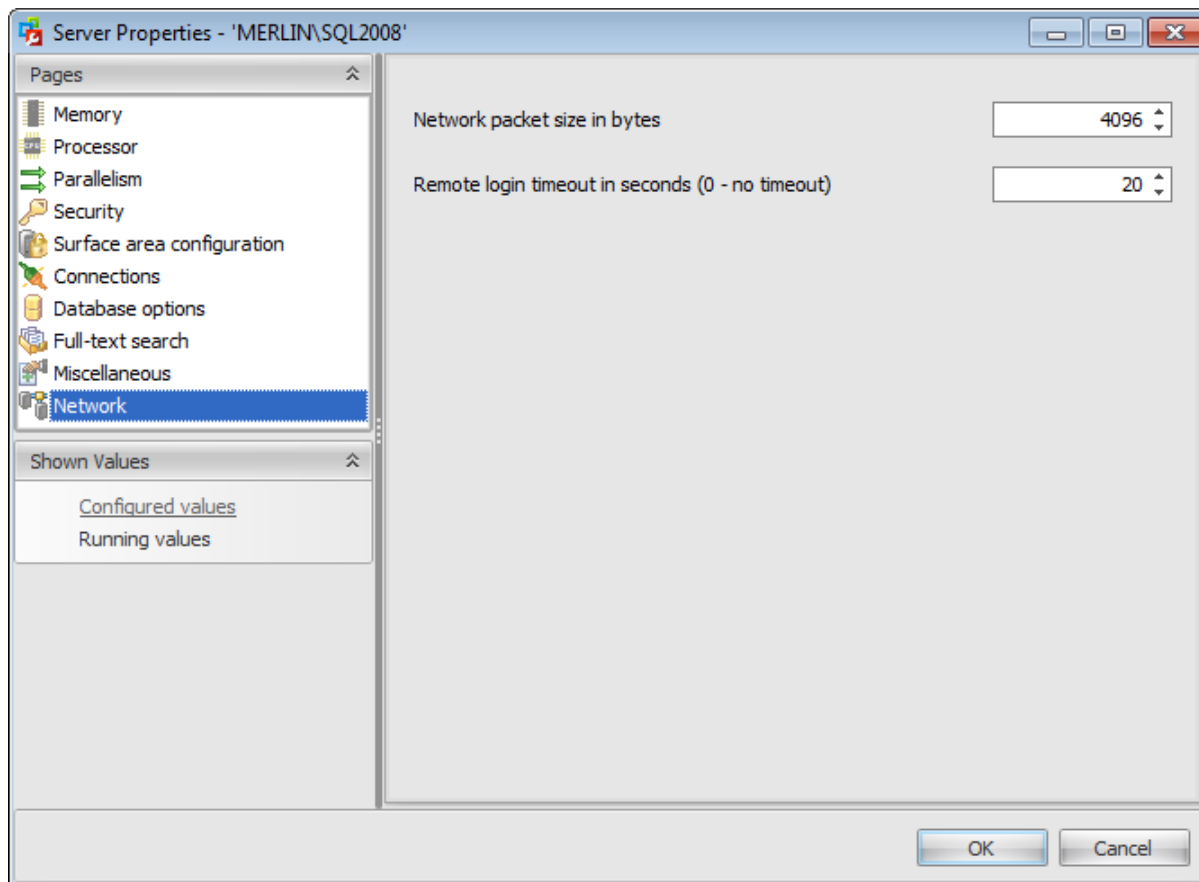 Server Properties - 'MERLIN\SQL2008'
Pages
Memory
Processor
Parallelism
Security
Surface area configuration
Connections
Database options
Full-text search
Miscellaneous
Network
Shown Values
Configured values
Running values
Network packet size in bytes 4096
Remote login timeout in seconds (0 - no timeout) 20
OK Cancel